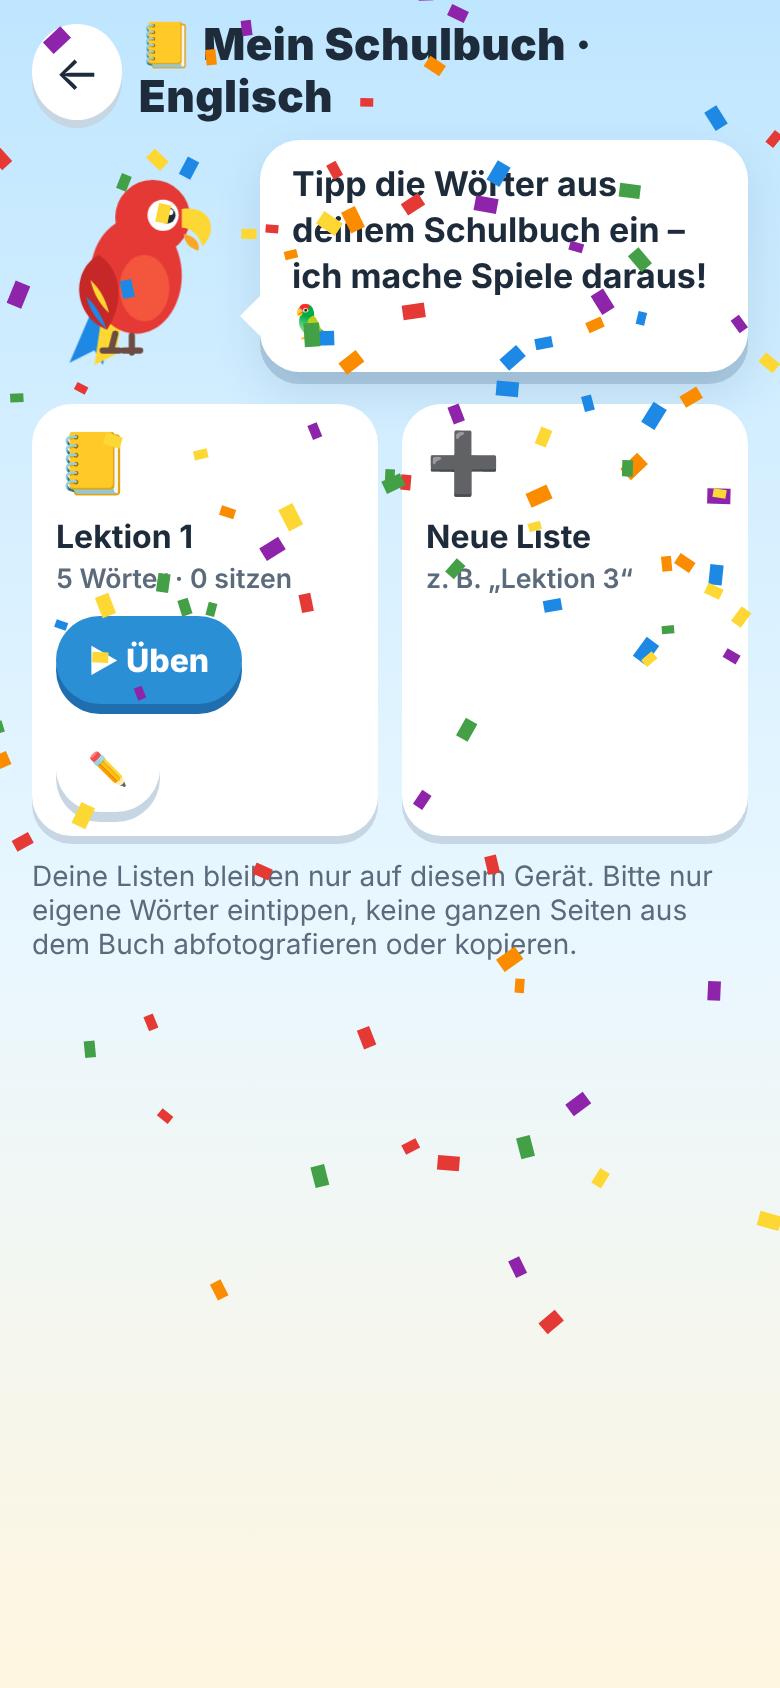 Mein Schulbuch ·
Englisch
Tipp die Wörter aus
deinem Schulbuch ein –
ich mache Spiele daraus!
Lektion 1
5 Wörter · 0 sitzen
Üben
Neue Liste
z. B. „Lektion 3“
Deine Listen bleiben nur auf diesem Gerät. Bitte nur
eigene Wörter eintippen, keine ganzen Seiten aus
dem Buch abfotografieren oder kopieren.